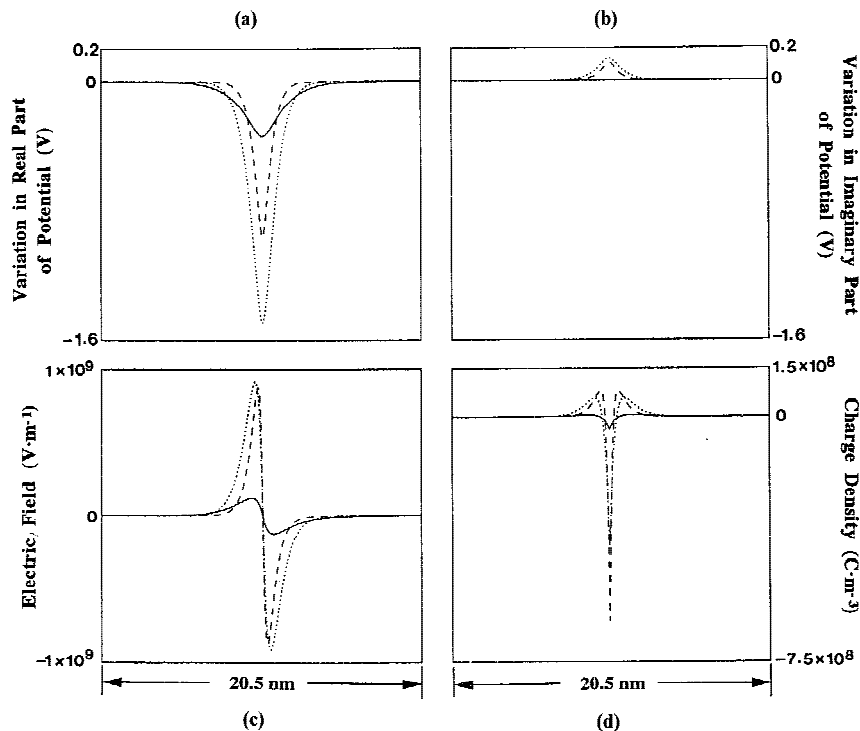 (a)
(b)
0.2
0
-1.6
Variation in Real Part
of Potential (V)
0.2
0
-1.6
Variation in Imaginary Part
of Potential (V)
1×10⁹
0
-1×10⁹
Electric, Field (V·m⁻¹)
1.5×10⁸
0
-7.5×10⁸
Charge Density (C·m⁻³)
20.5 nm
20.5 nm
(c)
(d)